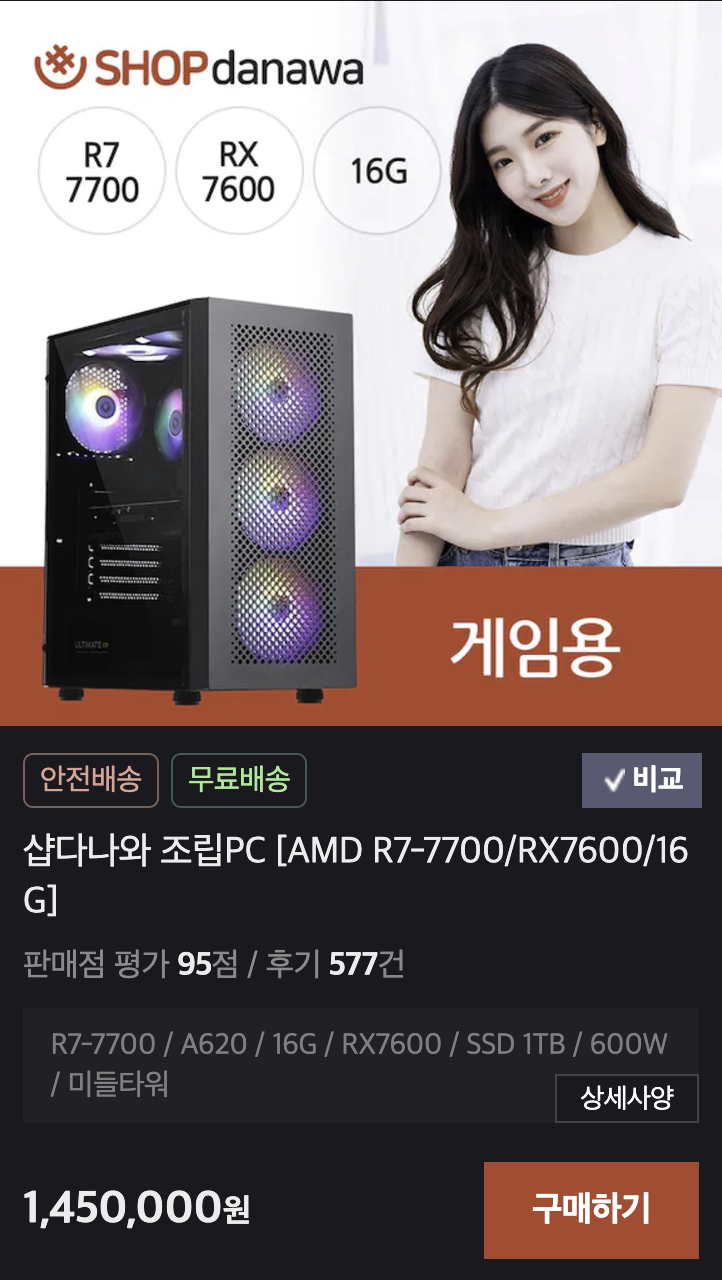 SHOPdanawa
R7
7700
RX
7600
16G
ULTIMATE
게임용
안전배송
무료배송
✓비교
샵다나와 조립PC [AMD R7-7700/RX7600/16
G]
판매점 평가 95점 / 후기 577건
R7-7700 / A620 / 16G / RX7600 / SSD 1TB / 600W
/ 미들타워
상세사양
1,450,000원
구매하기